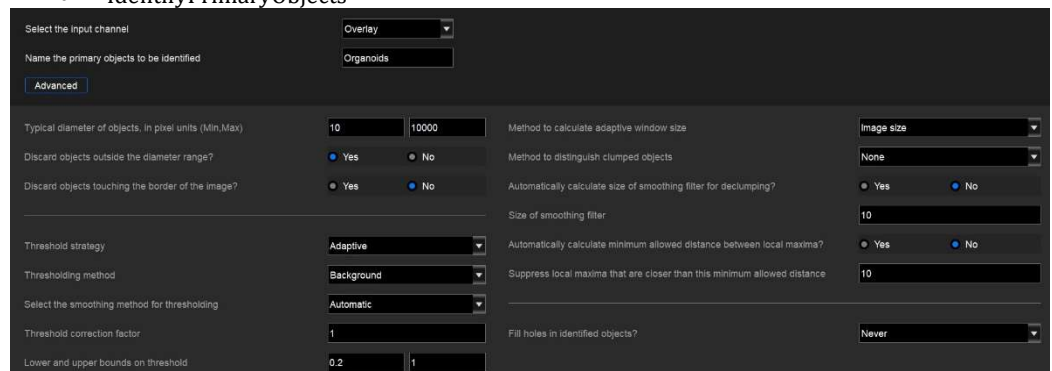 IdentifyPrimaryObjects
Select the input channel Overlay
Name the primary objects to be identified Organoids
Advanced
Typical diameter of objects, in pixel units (Min,Max) 10 10000
Discard objects outside the diameter range? Yes No
Discard objects touching the border of the image? Yes No
Threshold strategy Adaptive
Thresholding method Background
Select the smoothing method for thresholding Automatic
Threshold correction factor 1
Lower and upper bounds on threshold 0.2 1
Method to calculate adaptive window size Image size
Method to distinguish clumped objects None
Automatically calculate size of smoothing filter for declumping? Yes No
Size of smoothing filter 10
Automatically calculate minimum allowed distance between local maxima? Yes No
Suppress local maxima that are closer than this minimum allowed distance 10
Fill holes in identified objects? Never